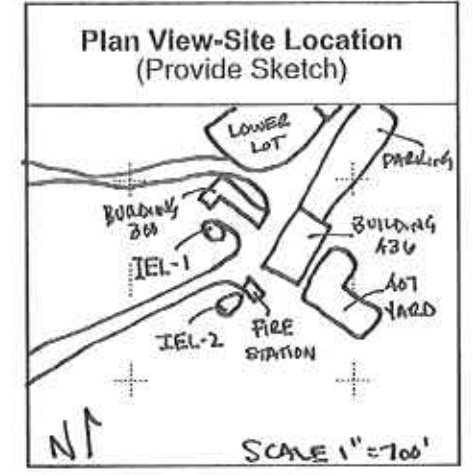 Plan View-Site Location
(Provide Sketch)
LOWER
LOT
PARKING
BUILDING
300
BUILDING
436
IEL-1
A07
YARD
IEL-2
FIRE
STATION
N
SCALE 1"=700'